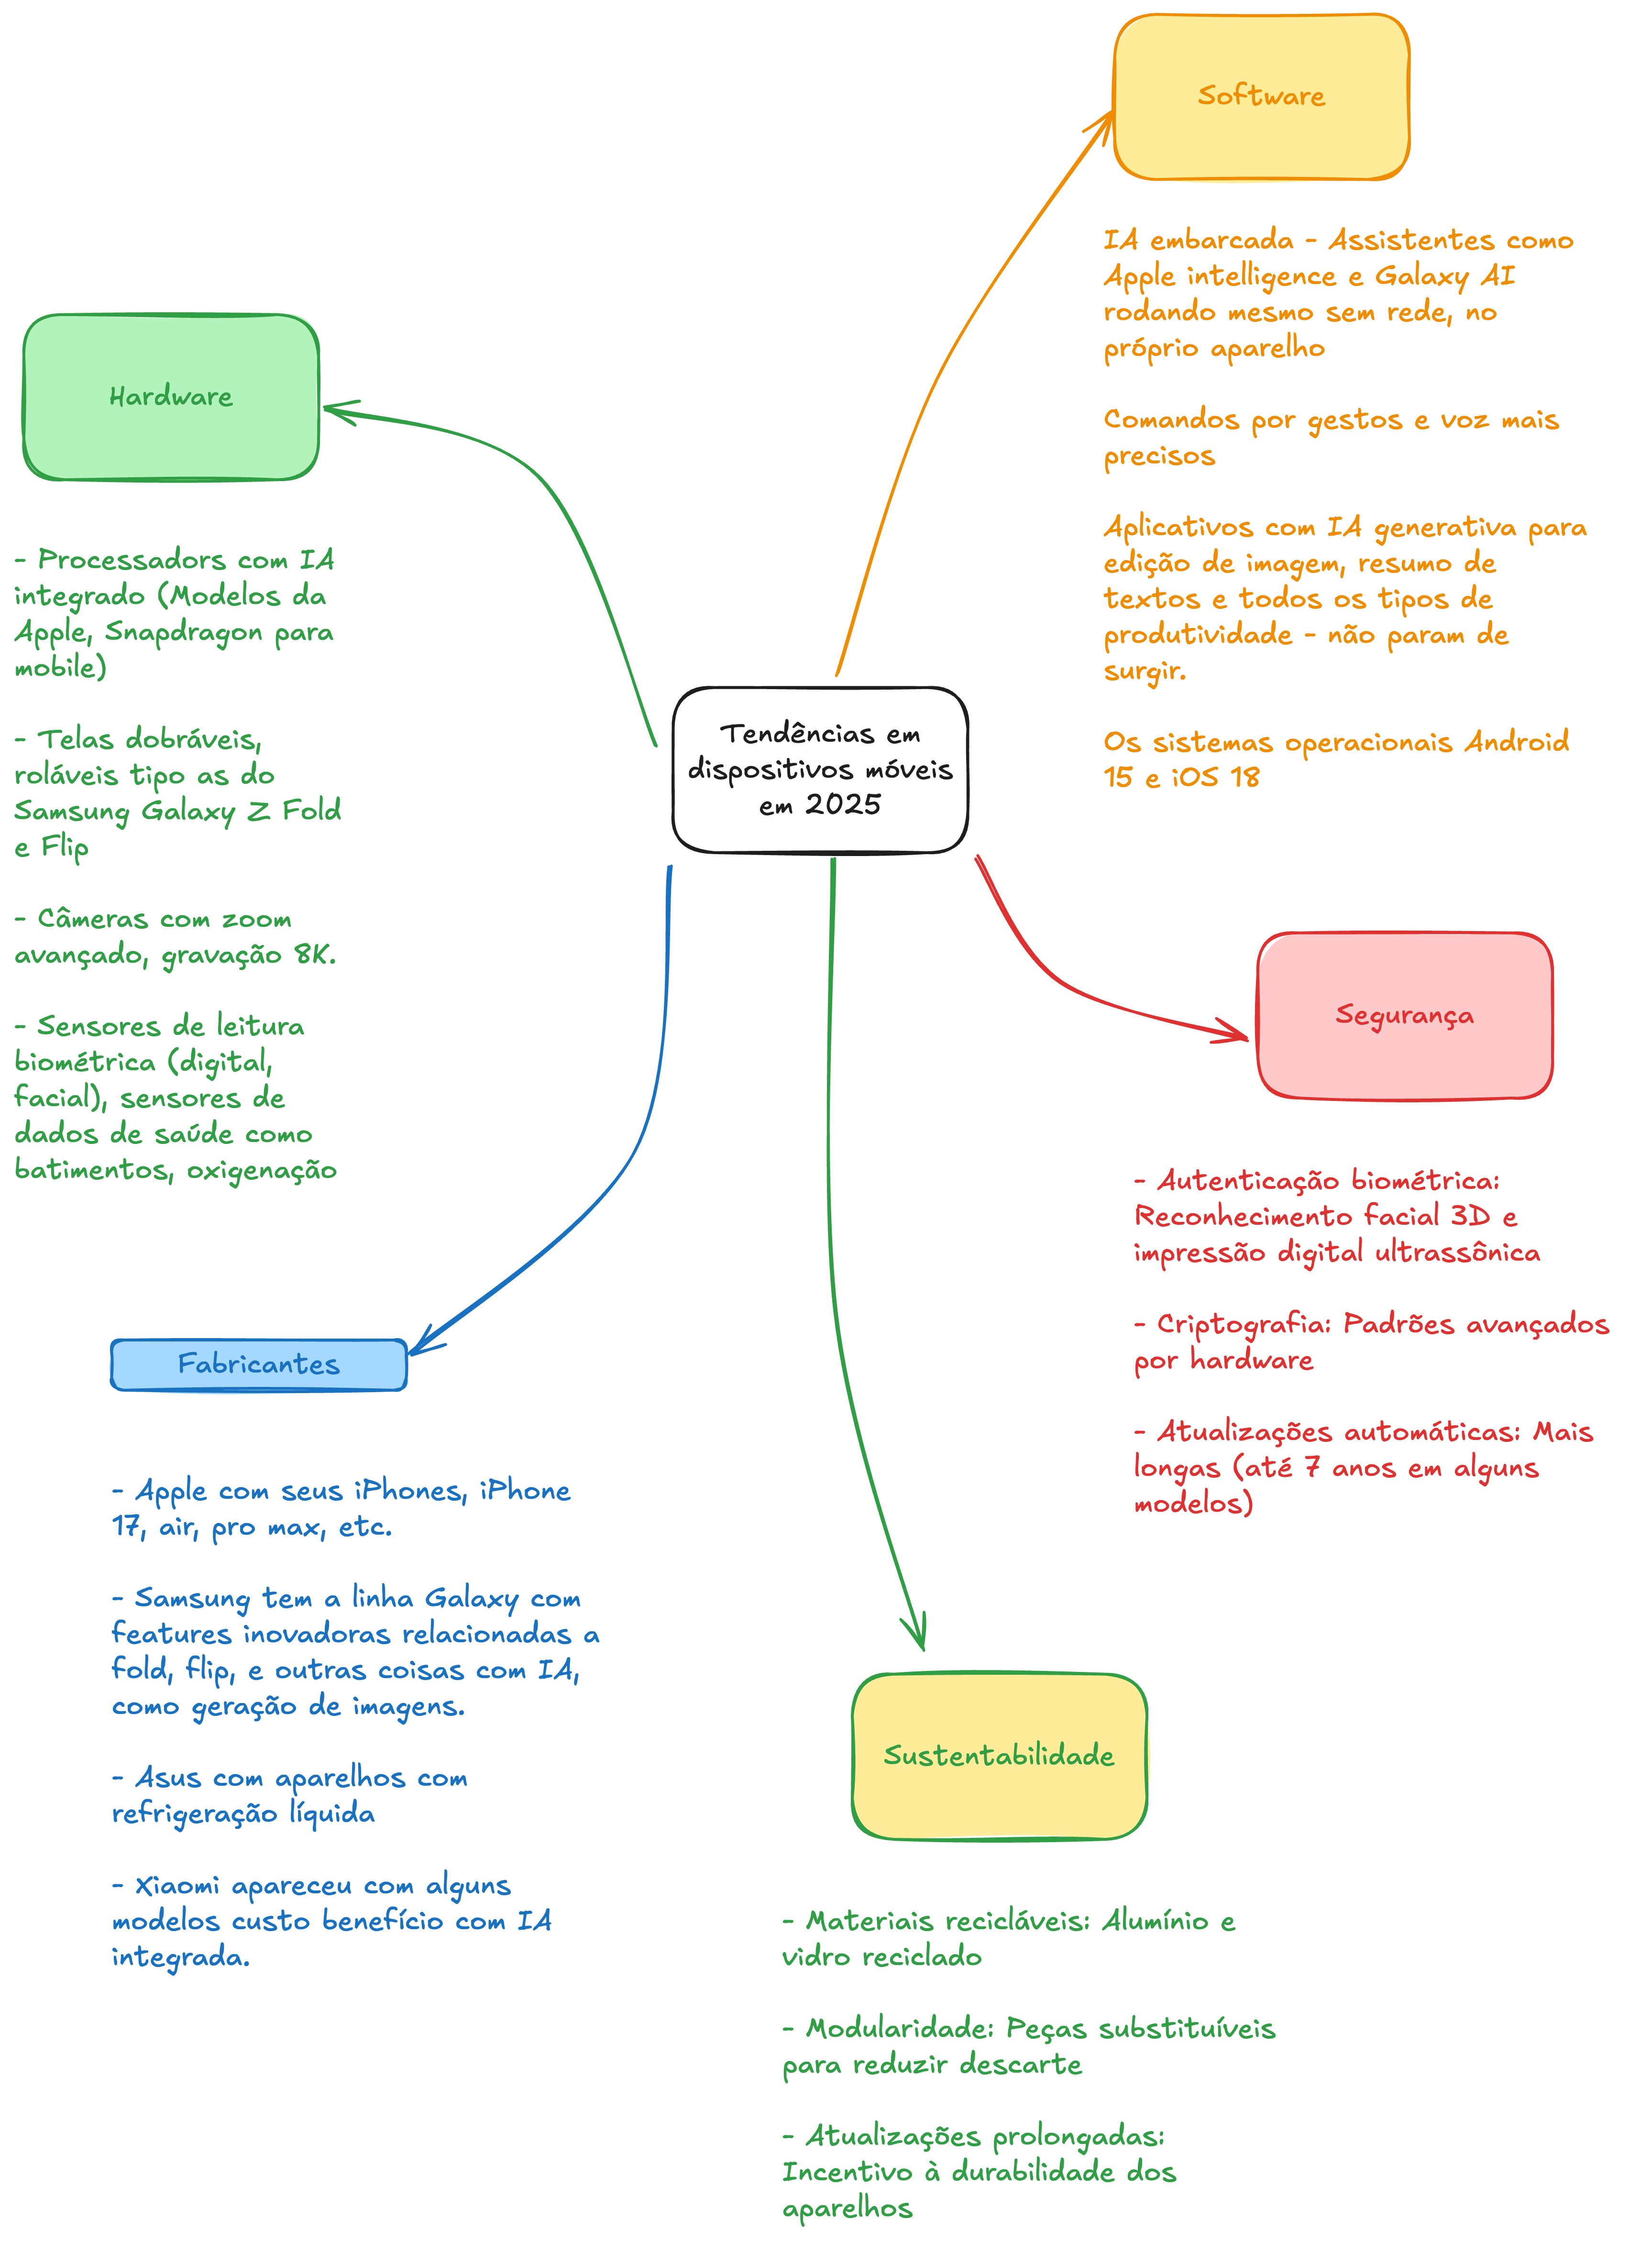 Software
IA embarcada - Assistentes como
Apple intelligence e Galaxy AI
rodando mesmo sem rede, no
próprio aparelho
Comandos por gestos e voz mais
precisos
Aplicativos com IA generativa para
edição de imagem, resumo de
textos e todos os tipos de
produtividade - não param de
surgir.
Os sistemas operacionais Android
15 e iOS 18
Hardware
- Processadors com IA
integrado (Modelos da
Apple, Snapdragon para
mobile)
- Telas dobráveis,
roláveis tipo as do
Samsung Galaxy Z Fold
e Flip
- Câmeras com zoom
avançado, gravação 8K.
- Sensores de leitura
biométrica (digital,
facial), sensores de
dados de saúde como
batimentos, oxigenação
Tendências em
dispositivos móveis
em 2025
Segurança
- Autenticação biométrica:
Reconhecimento facial 3D e
impressão digital ultrassônica
- Criptografia: Padrões avançados
por hardware
- Atualizações automáticas: Mais
longas (até 7 anos em alguns
modelos)
Fabricantes
- Apple com seus iPhones, iPhone
17, air, pro max, etc.
- Samsung tem a linha Galaxy com
features inovadoras relacionadas a
fold, flip, e outras coisas com IA,
como geração de imagens.
- Asus com aparelhos com
refrigeração líquida
- Xiaomi apareceu com alguns
modelos custo benefício com IA
integrada.
Sustentabilidade
- Materiais recicláveis: Alumínio e
vidro reciclado
- Modularidade: Peças substituíveis
para reduzir descarte
- Atualizações prolongadas:
Incentivo à durabilidade dos
aparelhos